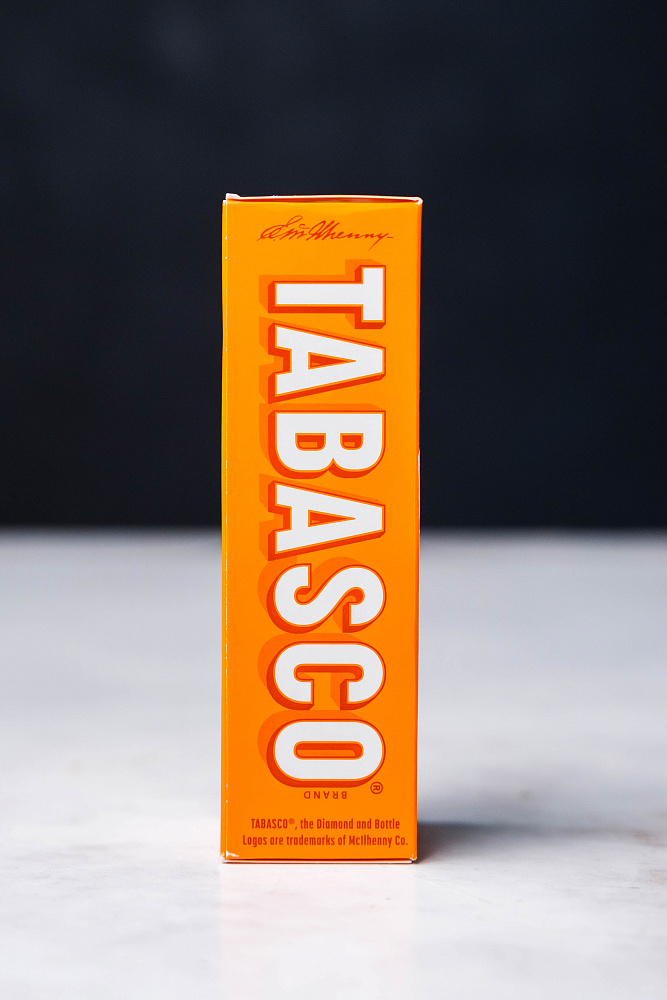 E. McIlhenny
TABASCO®
BRAND
TABASCO®, the Diamond and Bottle
Logos are trademarks of McIlhenny Co.